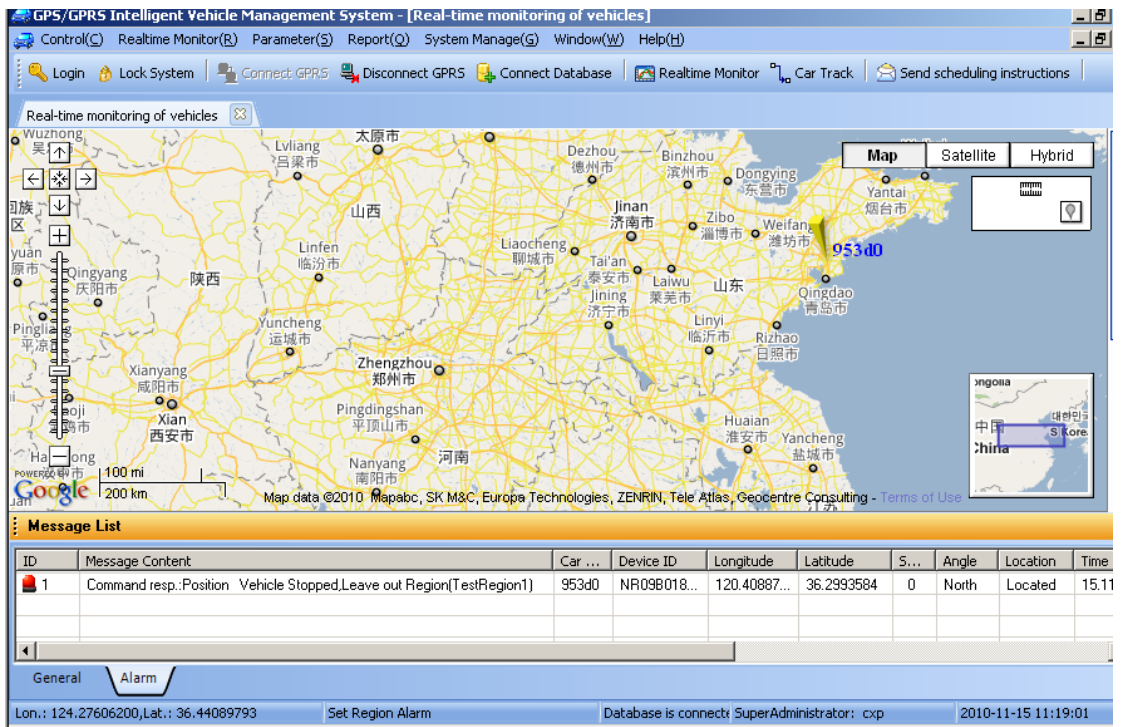 GPS/GPRS Intelligent Vehicle Management System - [Real-time monitoring of vehicles]
Control(C) Realtime Monitor(R) Parameter(S) Report(Q) System Manage(G) Window(W) Help(H)
Login Lock System Connect GPRS Disconnect GPRS Connect Database Realtime Monitor Car Track Send scheduling instructions
Real-time monitoring of vehicles
Wuzhong
Lvliang
吕梁市
太原市
Dezhou
德州市
Binzhou
滨州市
Dongying
东营市
Map Satellite Hybrid
Yantai
烟台市
山西
Jinan
济南市
Zibo
淄博市
Weifang
潍坊市
953d0
Linfen
临汾市
Liaocheng
聊城市
Tai'an
泰安市
Laiwu
莱芜市
山东
Qingyang
庆阳市
陕西
Jining
济宁市
Qingdao
青岛市
Yuncheng
运城市
Linyi
临沂市
Rizhao
日照市
Xianyang
咸阳市
Zhengzhou
郑州市
Xian
西安市
Pingdingshan
平顶山市
Huaian
淮安市
Yancheng
盐城市
中国
China
Nanyang
南阳市
河南
POWERED BY
Google
100 mi
200 km
Map data ©2010 Mapabc, SK M&C, Europa Technologies, ZENRIN, Tele Atlas, Geocentre Consulting - Terms of Use
Message List
ID Message Content Car ... Device ID Longitude Latitude S... Angle Location Time
1 Command resp.:Position Vehicle Stopped,Leave out Region(TestRegion1) 953d0 NR09B018... 120.40887... 36.2993584 0 North Located 15.11
General Alarm
Lon.: 124.27606200,Lat.: 36.44089793 Set Region Alarm Database is connecte SuperAdministrator: cxp 2010-11-15 11:19:01